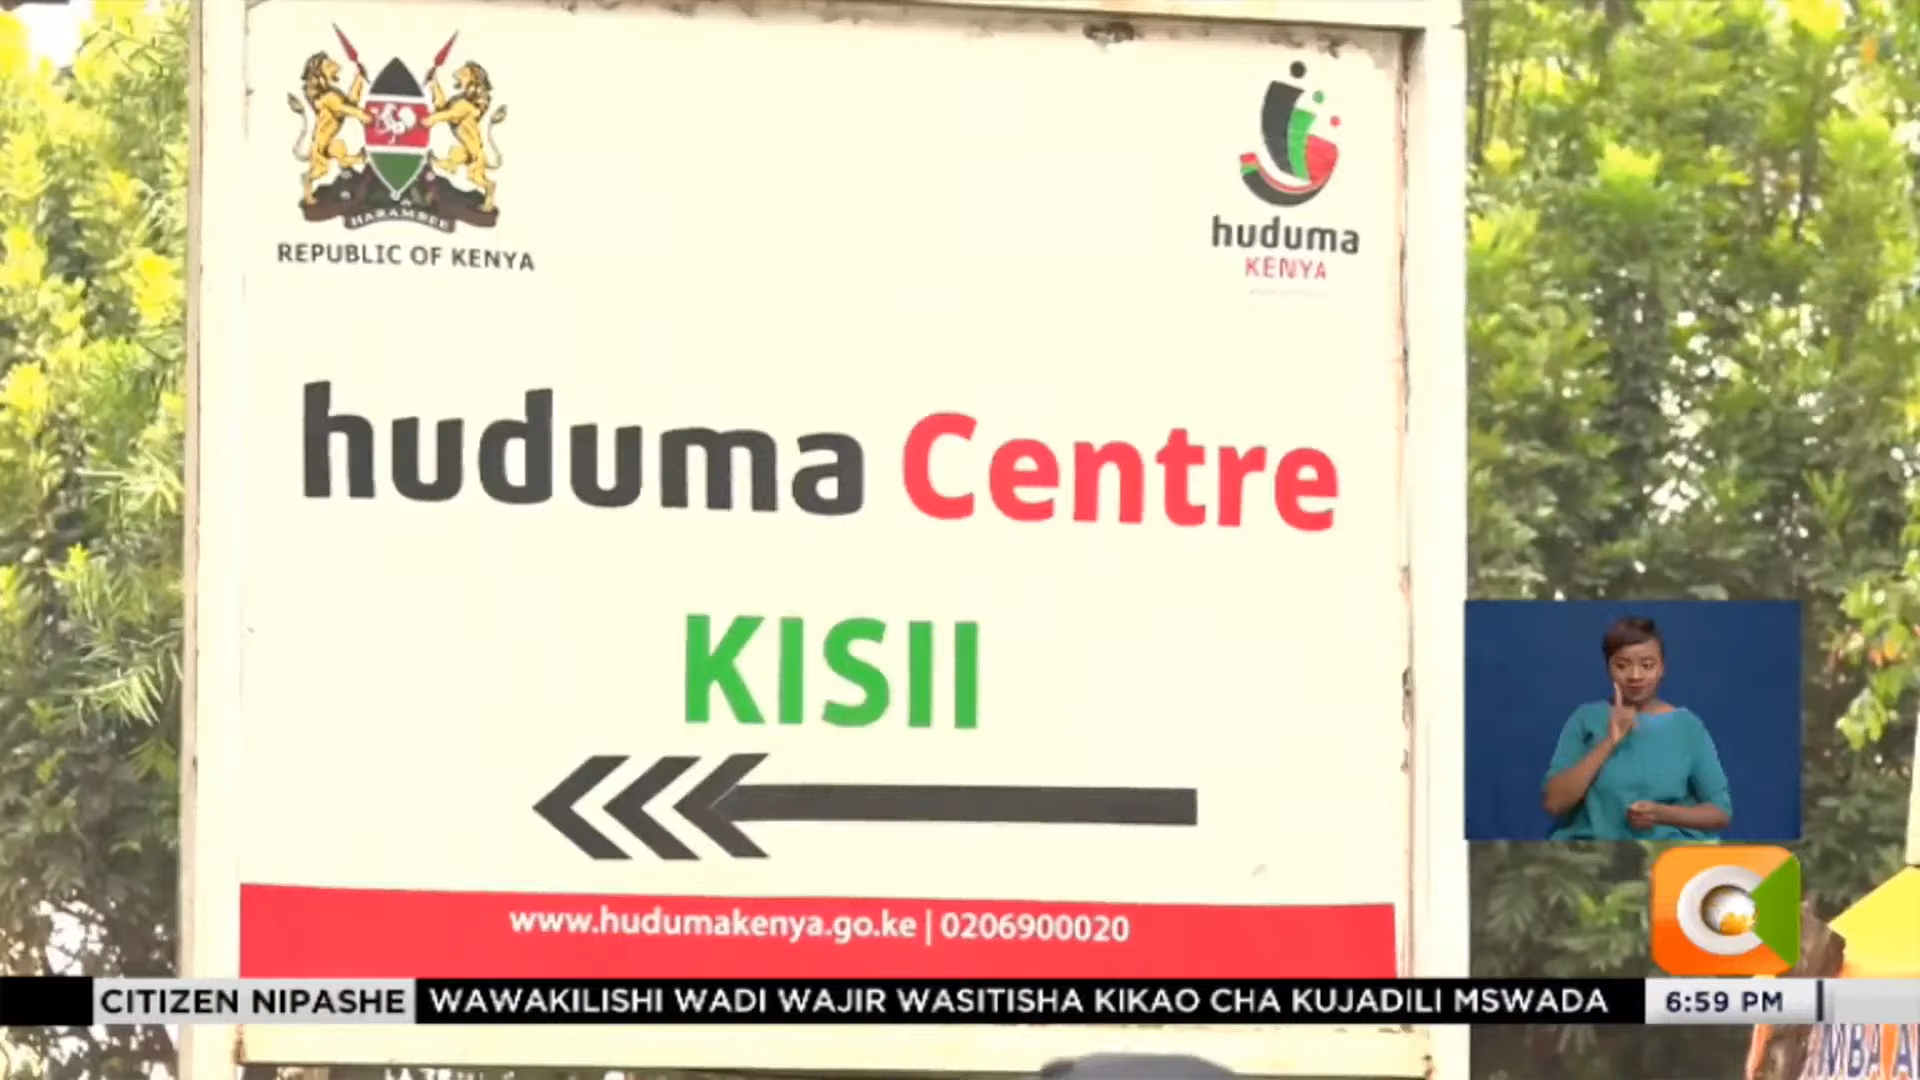 HARAMBEE
REPUBLIC OF KENYA
huduma
KENYA
huduma Centre
KISII
www.hudumakenya.go.ke | 0206900020
CITIZEN NIPASHE
WAWAKILISHI WADI WAJIR WASITISHA KIKAO CHA KUJADILI MSWADA
6:59 PM